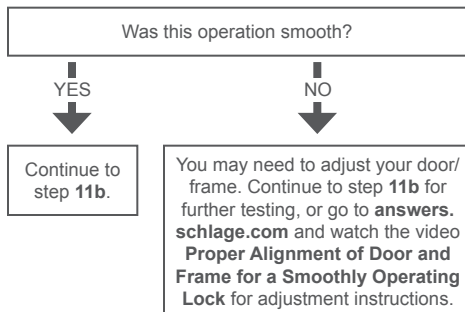 Was this operation smooth?
YES
NO
Continue to
step 11b.
You may need to adjust your door/
frame. Continue to step 11b for
further testing, or go to answers.
schlage.com and watch the video
Proper Alignment of Door and
Frame for a Smoothly Operating
Lock for adjustment instructions.